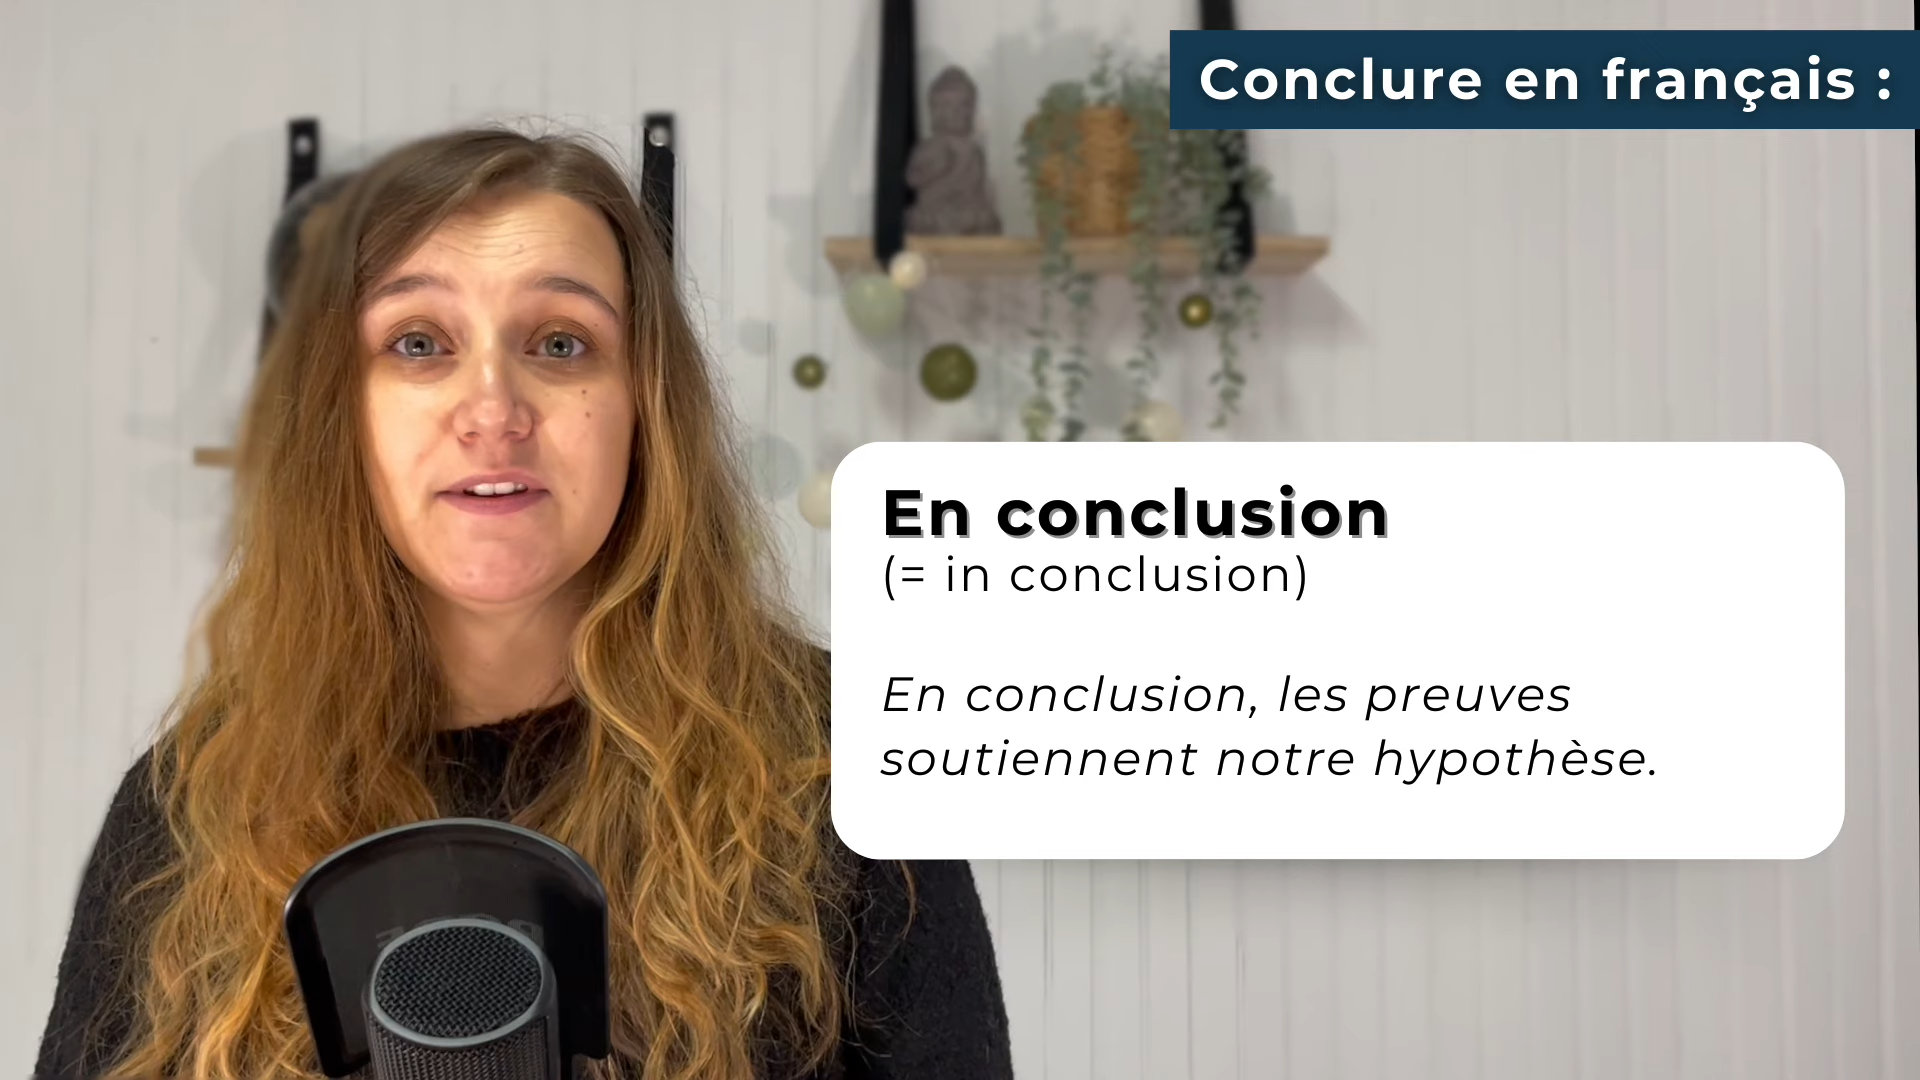 Conclure en français :
En conclusion
(= in conclusion)
En conclusion, les preuves
soutiennent notre hypothèse.